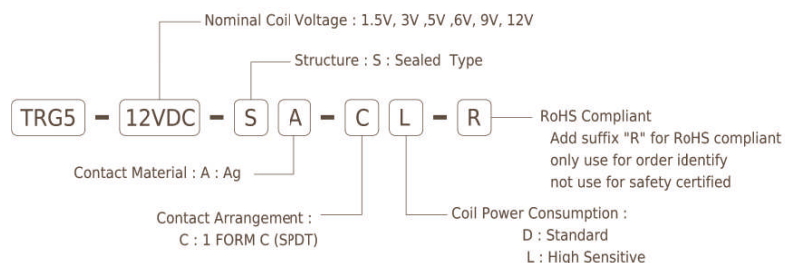 Nominal Coil Voltage : 1.5V, 3V ,5V ,6V, 9V, 12V
Structure : S : Sealed Type
TRG5 - 12VDC - S A - C L - R
RoHS Compliant
Add suffix "R" for RoHS compliant
only use for order identify
not use for safety certified
Contact Material : A : Ag
Contact Arrangement :
C : 1 FORM C (SPDT)
Coil Power Consumption :
D : Standard
L : High Sensitive